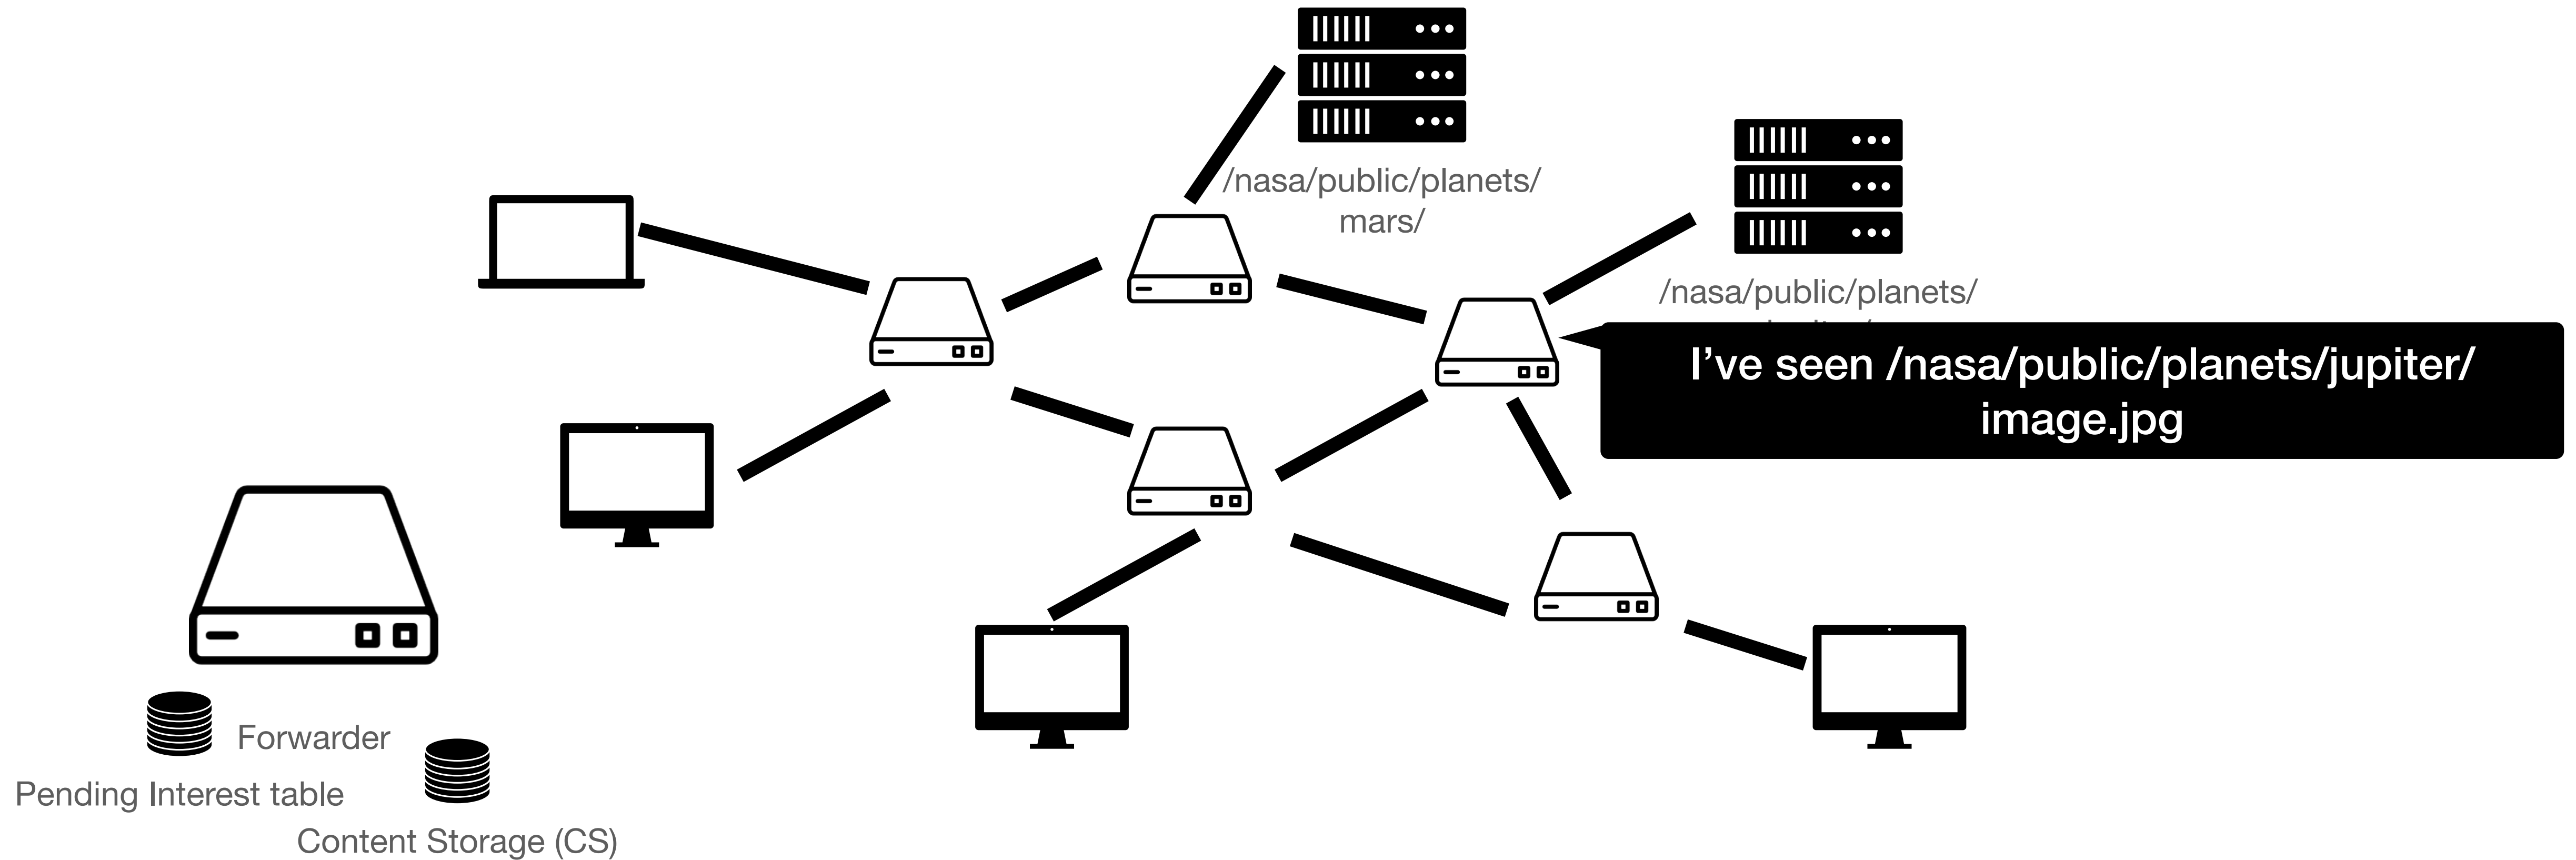 /nasa/public/planets/
mars/
/nasa/public/planets/
I've seen /nasa/public/planets/jupiter/
image.jpg
Forwarder
Pending Interest table
Content Storage (CS)